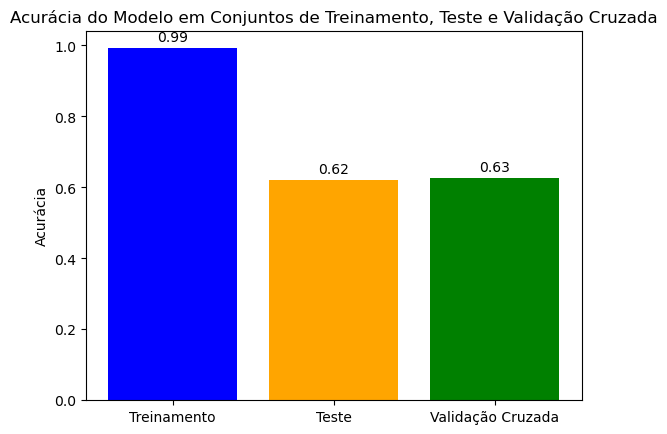 Acurácia do Modelo em Conjuntos de Treinamento, Teste e Validação Cruzada
1.0
0.8
0.6
0.4
0.2
0.0
Acurácia
0.99
0.62
0.63
Treinamento
Teste
Validação Cruzada